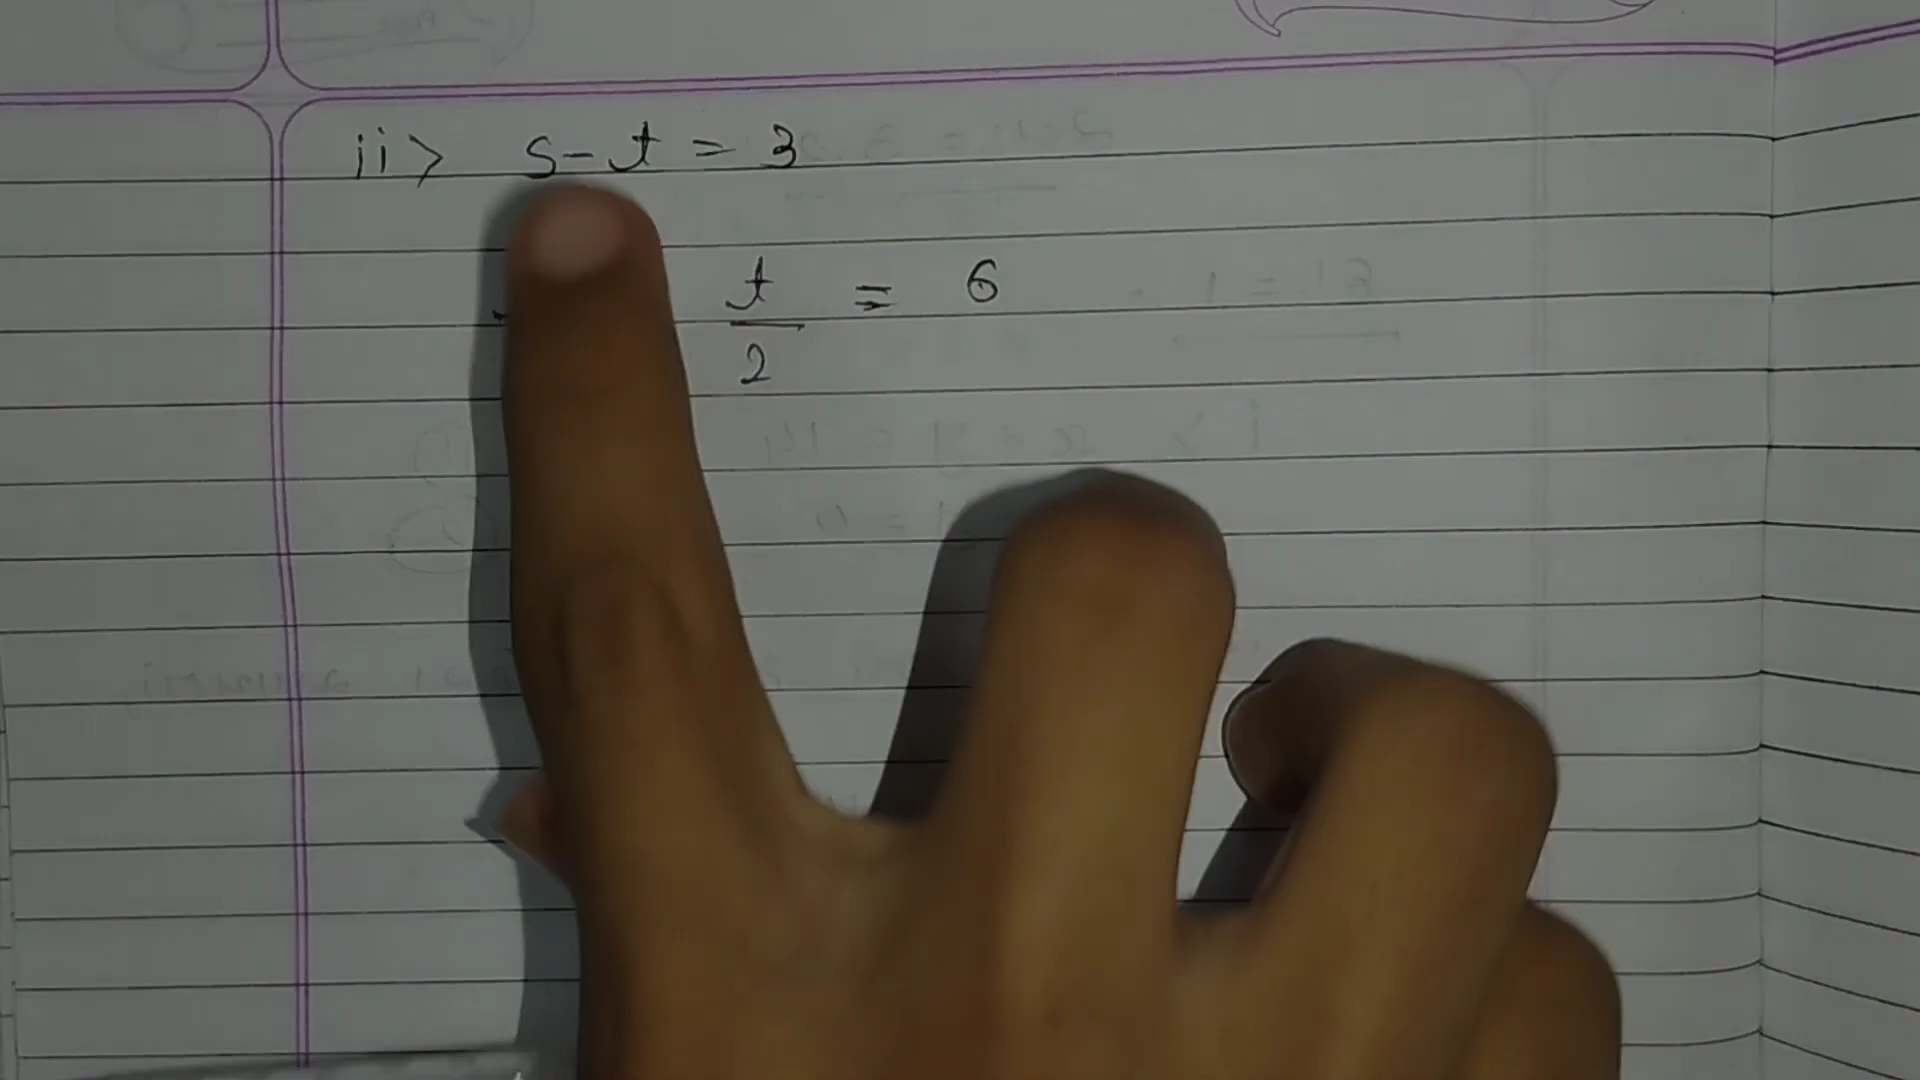 ii> s - t = 3
t/2 = 6